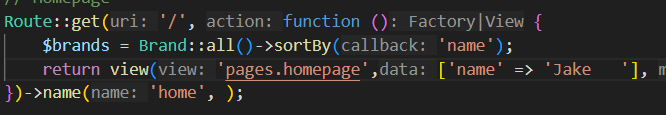 // Homepage
Route::get(uri: '/', action: function (): Factory|View {
$brands = Brand::all()->sortBy(callback: 'name');
return view(view: 'pages.homepage',data: ['name' => 'Jake   '], m
})->name(name: 'home', );